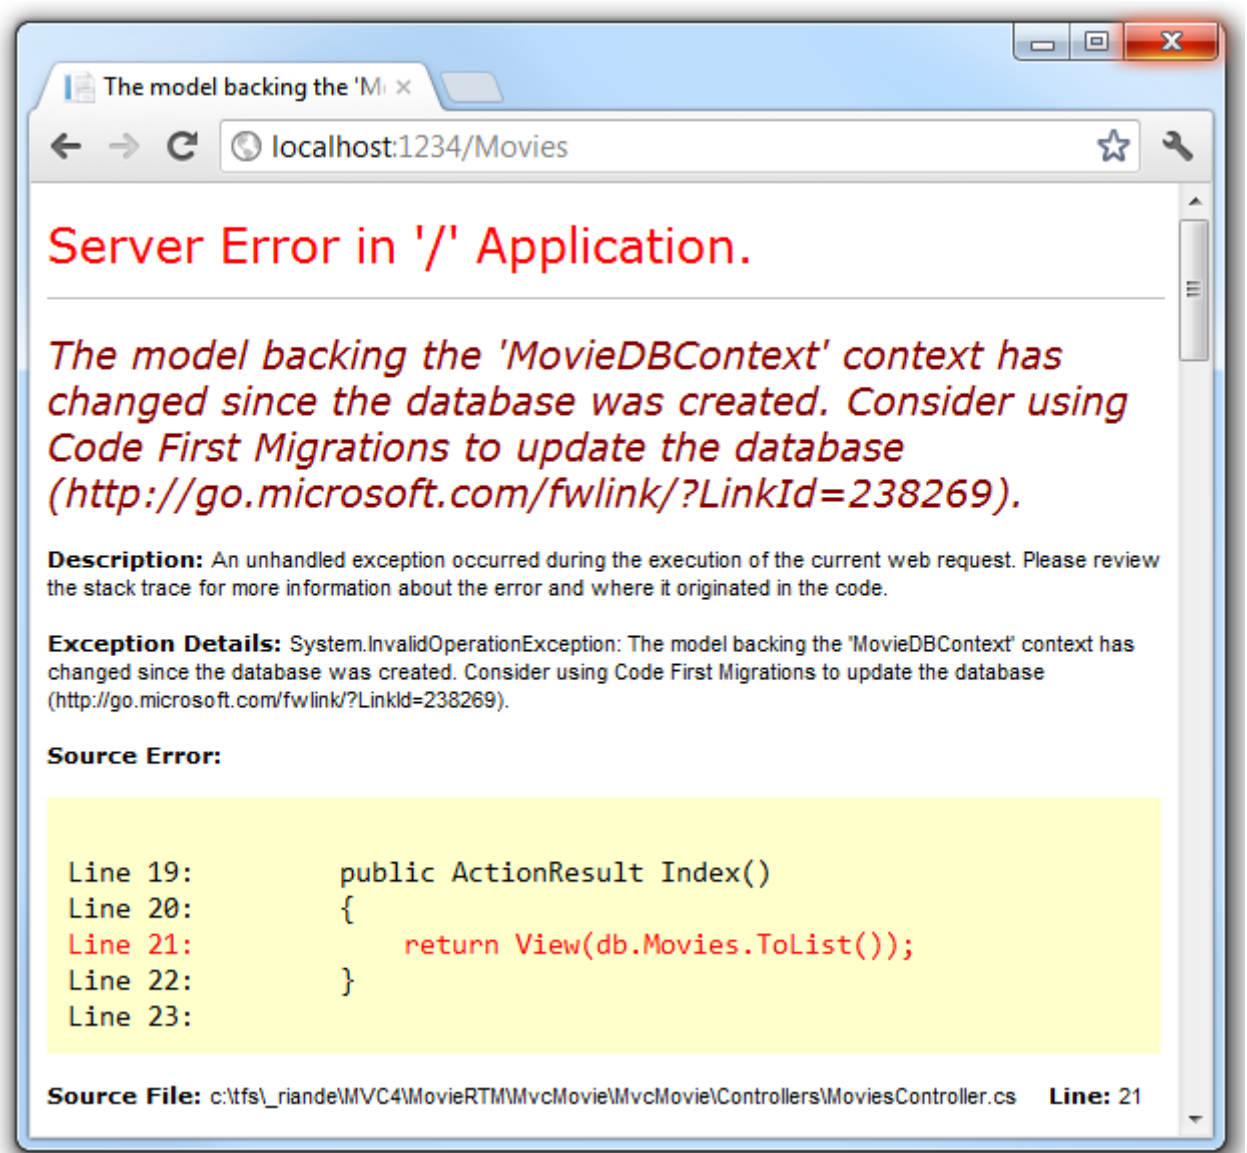 The model backing the 'M
localhost:1234/Movies
Server Error in '/' Application.
The model backing the 'MovieDBContext' context has
changed since the database was created. Consider using
Code First Migrations to update the database
(http://go.microsoft.com/fwlink/?LinkId=238269).
Description: An unhandled exception occurred during the execution of the current web request. Please review
the stack trace for more information about the error and where it originated in the code.
Exception Details: System.InvalidOperationException: The model backing the 'MovieDBContext' context has
changed since the database was created. Consider using Code First Migrations to update the database
(http://go.microsoft.com/fwlink/?LinkId=238269).
Source Error:
Line 19:         public ActionResult Index()
Line 20:         {
Line 21:             return View(db.Movies.ToList());
Line 22:         }
Line 23:
Source File: c:\tfs\_riande\MVC4\MovieRTM\MvcMovie\MvcMovie\Controllers\MoviesController.cs    Line: 21